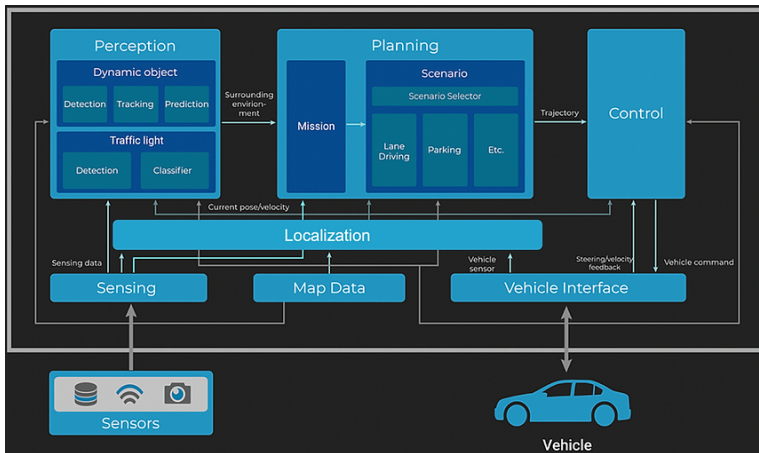 Perception
Dynamic object
Detection
Tracking
Prediction
Traffic light
Detection
Classifier
Surrounding
envirion-
ment
Planning
Mission
Scenario
Scenario Selector
Lane
Driving
Parking
Etc.
Trajectory
Control
Current pose/velocity
Localization
Sensing data
Vehicle
sensor
Steering/velocity
feedback
Vehicle command
Sensing
Map Data
Vehicle Interface
Sensors
Vehicle